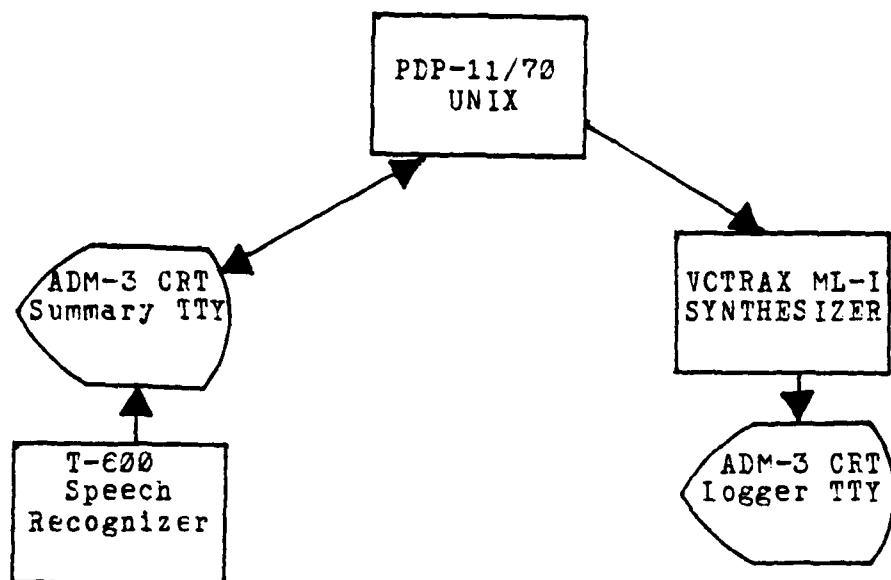 PDP-11/70
UNIX
ADM-3 CRT
Summary TTY
VCTRAX ML-I
SYNTHESIZER
T-600
Speech
Recognizer
ADM-3 CRT
Logger TTY